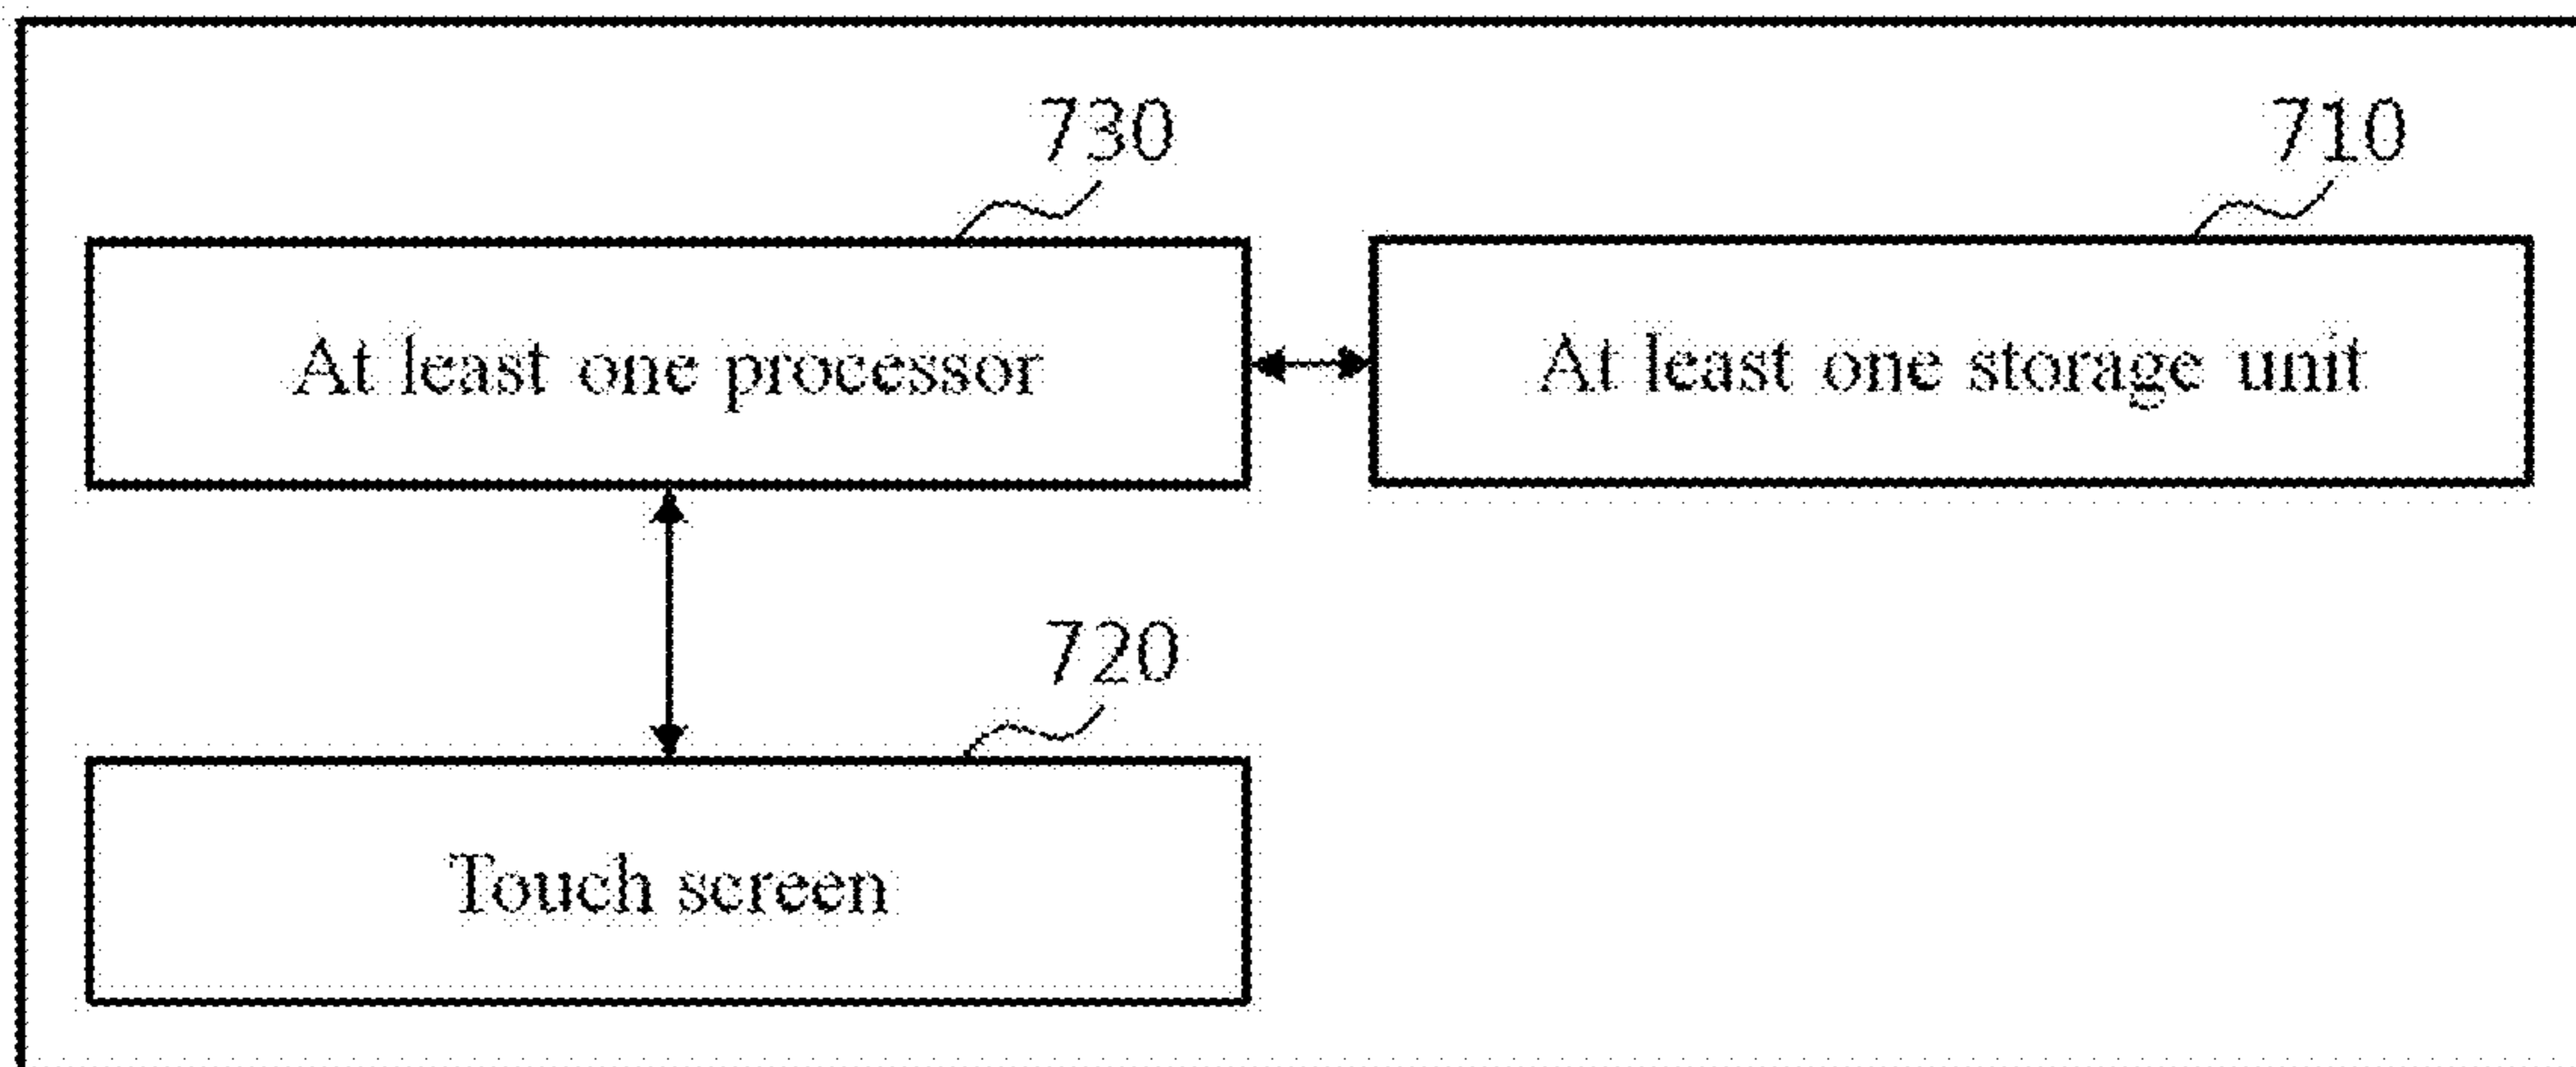 730
710
At least one processor
At least one storage unit
720
Touch screen